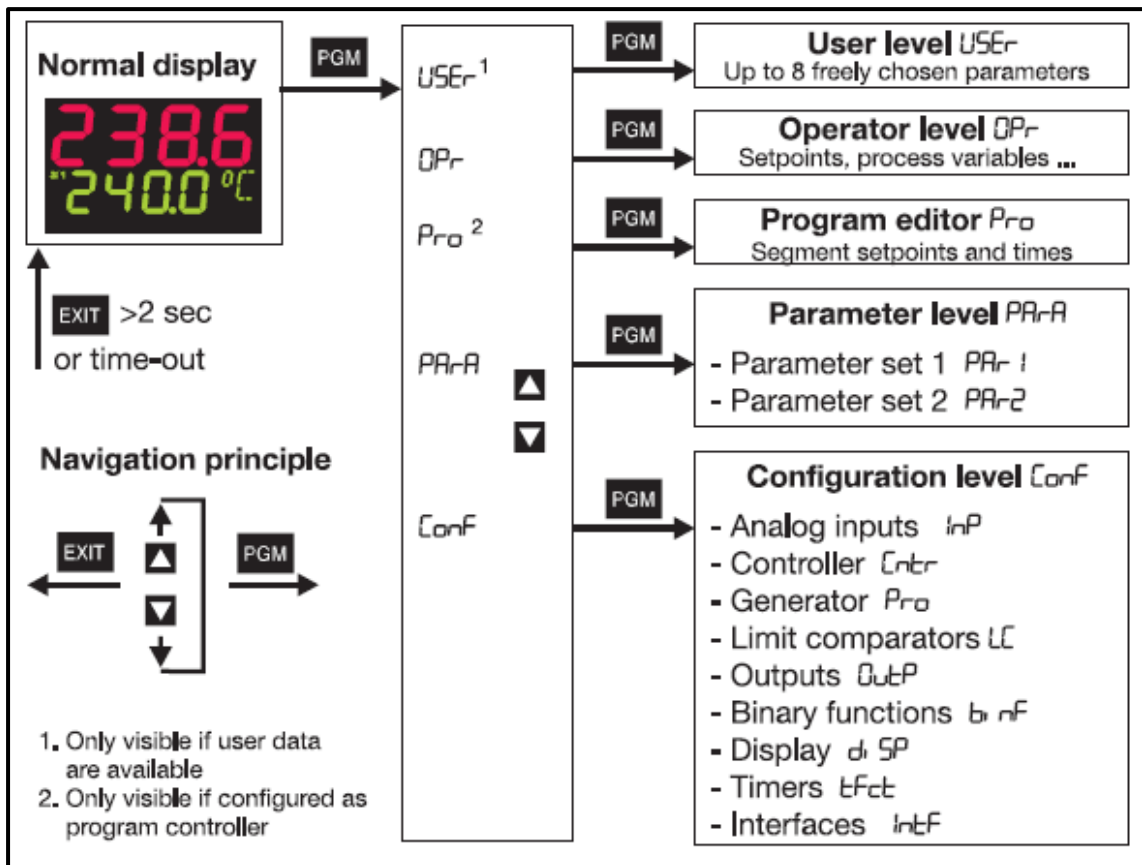 Normal display
238.6
240.0 °C
EXIT >2 sec
or time-out
Navigation principle
EXIT
PGM
1. Only visible if user data
are available
2. Only visible if configured as
program controller
PGM
USEr 1
OPr
Pro 2
PArA
ConF
PGM
User level USEr
Up to 8 freely chosen parameters
PGM
Operator level OPr
Setpoints, process variables ...
PGM
Program editor Pro
Segment setpoints and times
PGM
Parameter level PArA
- Parameter set 1 PAr1
- Parameter set 2 PAr2
PGM
Configuration level ConF
- Analog inputs InP
- Controller Cntr
- Generator Pro
- Limit comparators LC
- Outputs OutP
- Binary functions binF
- Display diSP
- Timers tFct
- Interfaces IntF